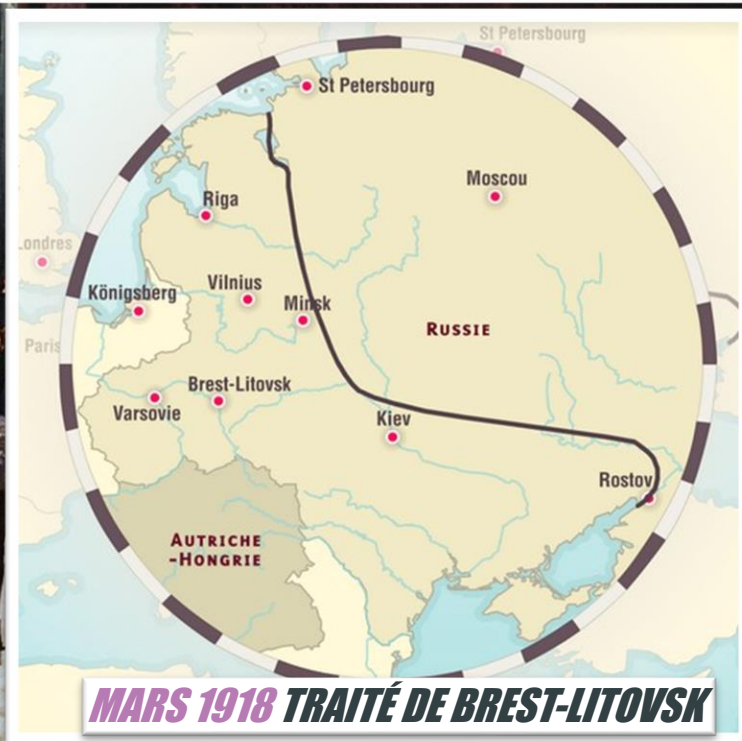 St Petersbourg
St Petersbourg
Moscou
Riga
Londres
Vilnius
Königsberg
Minsk
RUSSIE
Paris
Brest-Litovsk
Varsovie
Kiev
Rostov
AUTRICHE
-HONGRIE
MARS 1918 TRAITÉ DE BREST-LITOVSK